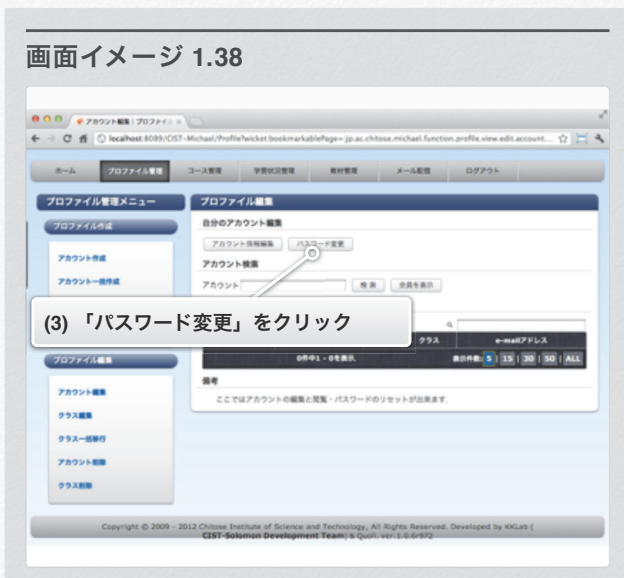 画面イメージ 1.38
アカウント編集 | プロファイ
localhost:8089/CIST-Michael/Profile?wicket:bookmarkablePage=:jp.ac.chitose.michael.function.profile.view.edit.account...
ホーム プロファイル管理 コース管理 学習状況管理 教材管理 メール配信 ログアウト
プロファイル管理メニュー
プロファイル作成
アカウント作成
アカウント一括作成
プロファイル編集
自分のアカウント編集
アカウント情報編集 パスワード変更
アカウント検索
アカウント 検索 全員を表示
(3) 「パスワード変更」をクリック
クラス e-mailアドレス
0件中1 - 0を表示. 表示件数: 5 | 15 | 30 | 50 | ALL
プロファイル編集
アカウント編集
クラス編集
クラス一括移行
アカウント削除
クラス削除
備考
ここではアカウントの編集と閲覧・パスワードのリセットが出来ます.
Copyright © 2009 - 2012 Chitose Institute of Science and Technology, All Rights Reserved. Developed by KKLab (
CIST-Solomon Development Team) & Quoll. ver.1.0.6r972